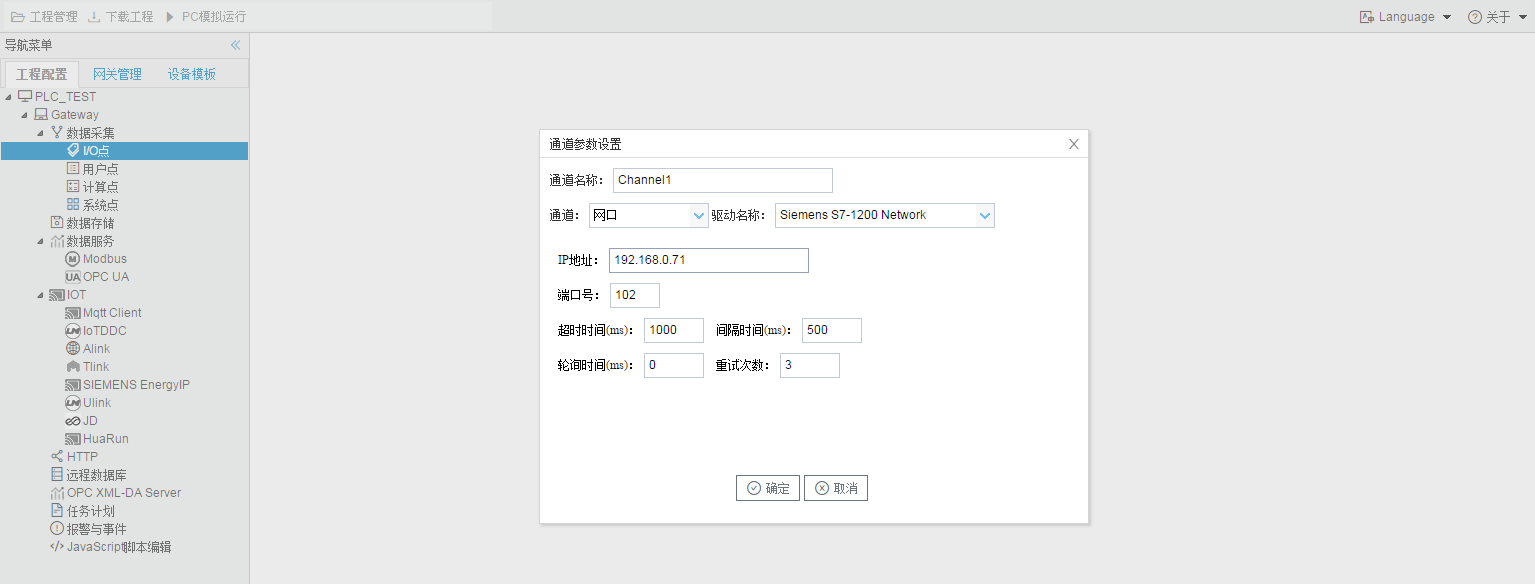 工程管理 下载工程 PC模拟运行 Language 关于
导航菜单
工程配置 网关管理 设备模板
PLC_TEST
Gateway
数据采集
I/O点
用户点
计算点
系统点
数据存储
数据服务
Modbus
OPC UA
IOT
Mqtt Client
IoTDDC
Alink
Tlink
SIEMENS EnergyIP
Ulink
JD
HuaRun
HTTP
远程数据库
OPC XML-DA Server
任务计划
报警与事件
JavaScript脚本编辑
通道参数设置
通道名称: Channel1
通道: 网口 驱动名称: Siemens S7-1200 Network
IP地址: 192.168.0.71
端口号: 102
超时时间(ms): 1000 间隔时间(ms): 500
轮询时间(ms): 0 重试次数: 3
确定 取消